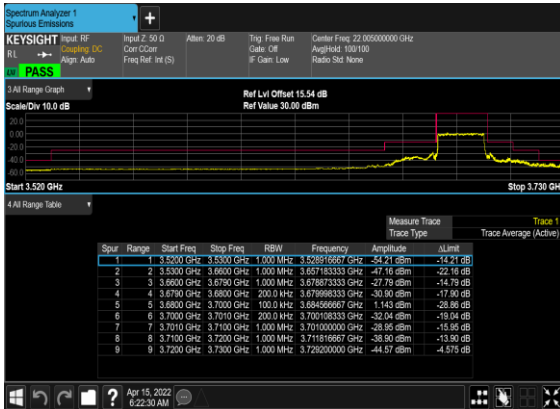 Spectrum Analyzer 1
Spurious Emissions
KEYSIGHT Input: RF Input Z: 50 Ω Atten: 20 dB Trig: Free Run Center Freq: 22.005000000 GHz
RL Coupling: DC Corr CCorr Gate: Off Avg|Hold: 100/100
Align: Auto Freq Ref: Int (S) IF Gain: Low Radio Std: None
PASS
3 All Range Graph Ref Lvl Offset 15.54 dB
Scale/Div 10.0 dB Ref Value 30.00 dBm
20.0
0.00
-20.0
-40.0
-60.0
Start 3.520 GHz Stop 3.730 GH
4 All Range Table
Measure Trace Trace 1
Trace Type Trace Average (Active)
Spur Range Start Freq Stop Freq RBW Frequency Amplitude ΔLimit
1 1 3.5200 GHz 3.5300 GHz 1.000 MHz 3.528916667 GHz -54.21 dBm -14.21 dB
2 2 3.5300 GHz 3.6600 GHz 1.000 MHz 3.657183333 GHz -47.16 dBm -22.16 dB
3 3 3.6600 GHz 3.6790 GHz 1.000 MHz 3.678873333 GHz -27.79 dBm -14.79 dB
4 4 3.6790 GHz 3.6800 GHz 200.0 kHz 3.679998333 GHz -30.90 dBm -17.90 dB
5 5 3.6800 GHz 3.7000 GHz 100.0 kHz 3.684566667 GHz 1.143 dBm -28.86 dB
6 6 3.7000 GHz 3.7010 GHz 200.0 kHz 3.700108333 GHz -32.04 dBm -19.04 dB
7 7 3.7010 GHz 3.7100 GHz 1.000 MHz 3.701000000 GHz -28.95 dBm -15.95 dB
8 8 3.7100 GHz 3.7200 GHz 1.000 MHz 3.711816667 GHz -38.90 dBm -13.90 dB
9 9 3.7200 GHz 3.7300 GHz 1.000 MHz 3.729200000 GHz -44.57 dBm -4.575 dB
Apr 15, 2022
6:22:30 AM